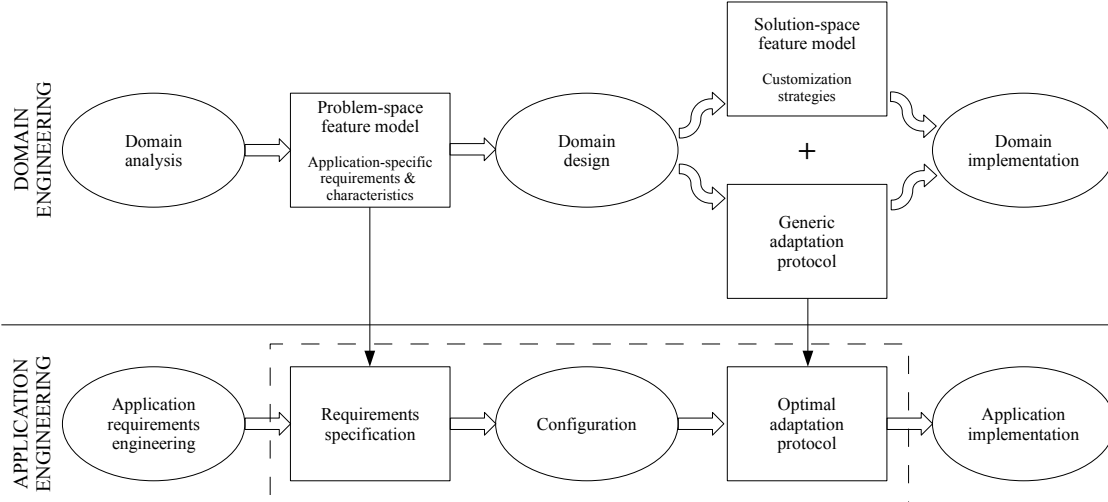 DOMAIN
ENGINEERING
Domain
analysis
Problem-space
feature model
Application-specific
requirements &
characteristics
Domain
design
Solution-space
feature model
Customization
strategies
+
Generic
adaptation
protocol
Domain
implementation
APPLICATION
ENGINEERING
Application
requirements
engineering
Requirements
specification
Configuration
Optimal
adaptation
protocol
Application
implementation